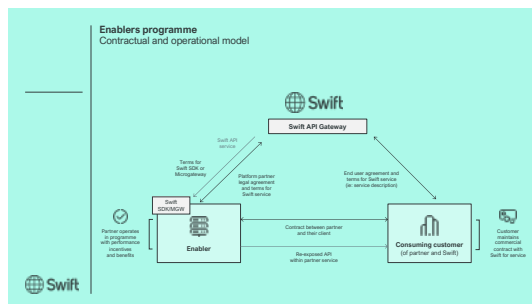 Enablers programme
Contractual and operational model
Swift
Swift API Gateway
Swift API
service
Terms for
Swift SDK or
Microgateway
Platform partner
legal agreement
and terms for
Swift service
End user agreement and
terms for Swift service
(ie: service description)
Swift
SDK/MGW
Partner operates
in programme
with performance
incentives
and benefits
Enabler
Contract between partner
and their client
Re-exposed API
within partner service
Consuming customer
(of partner and Swift)
Customer
maintains
commercial
contract with
Swift for service
Swift